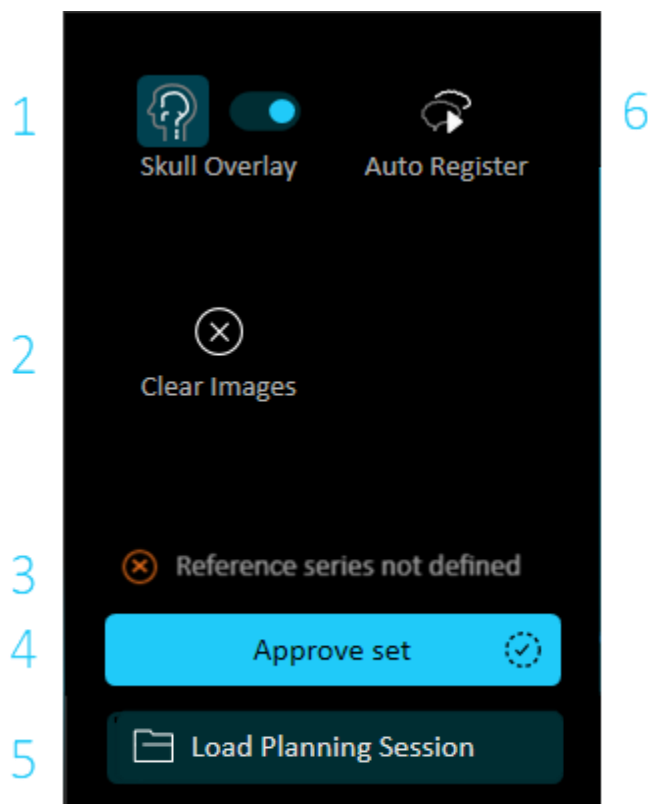 1
Skull Overlay
Auto Register
6
2
Clear Images
3
Reference series not defined
4
Approve set
5
Load Planning Session